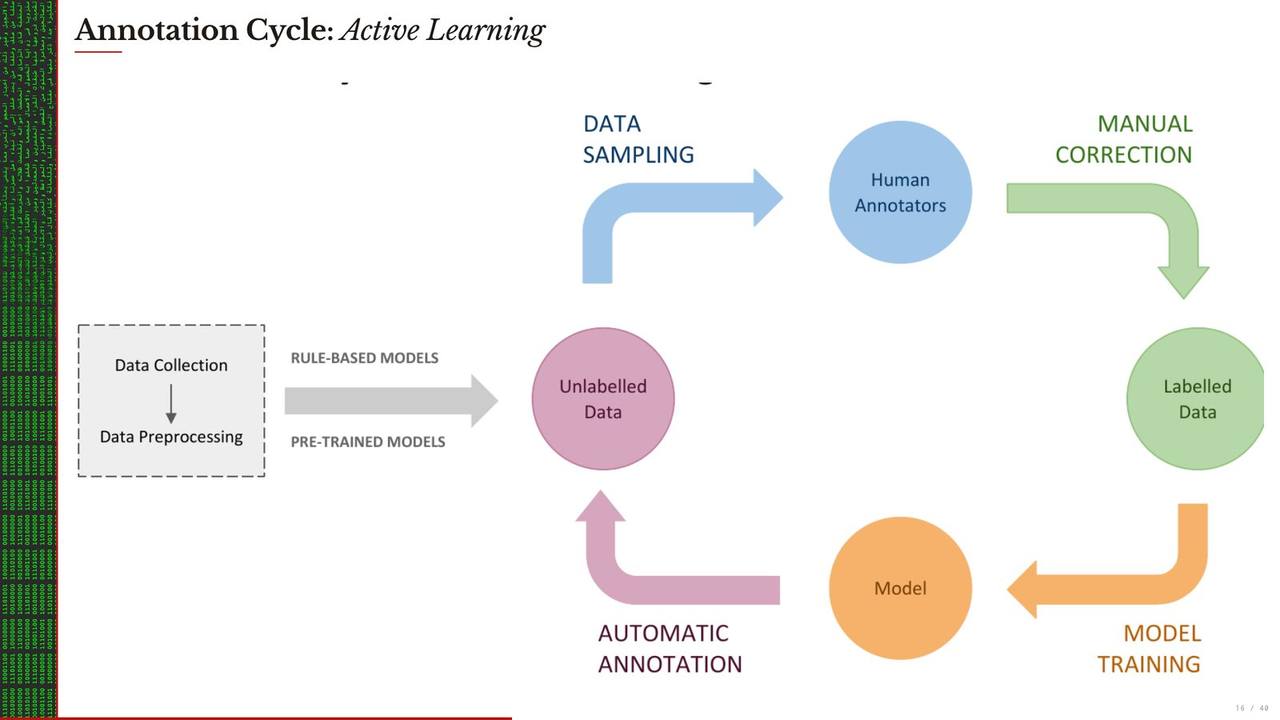 Annotation Cycle: Active Learning
DATA
SAMPLING
Human
Annotators
MANUAL
CORRECTION
Data Collection
Data Preprocessing
RULE-BASED MODELS
PRE-TRAINED MODELS
Unlabelled
Data
Labelled
Data
Model
AUTOMATIC
ANNOTATION
MODEL
TRAINING
16 / 40